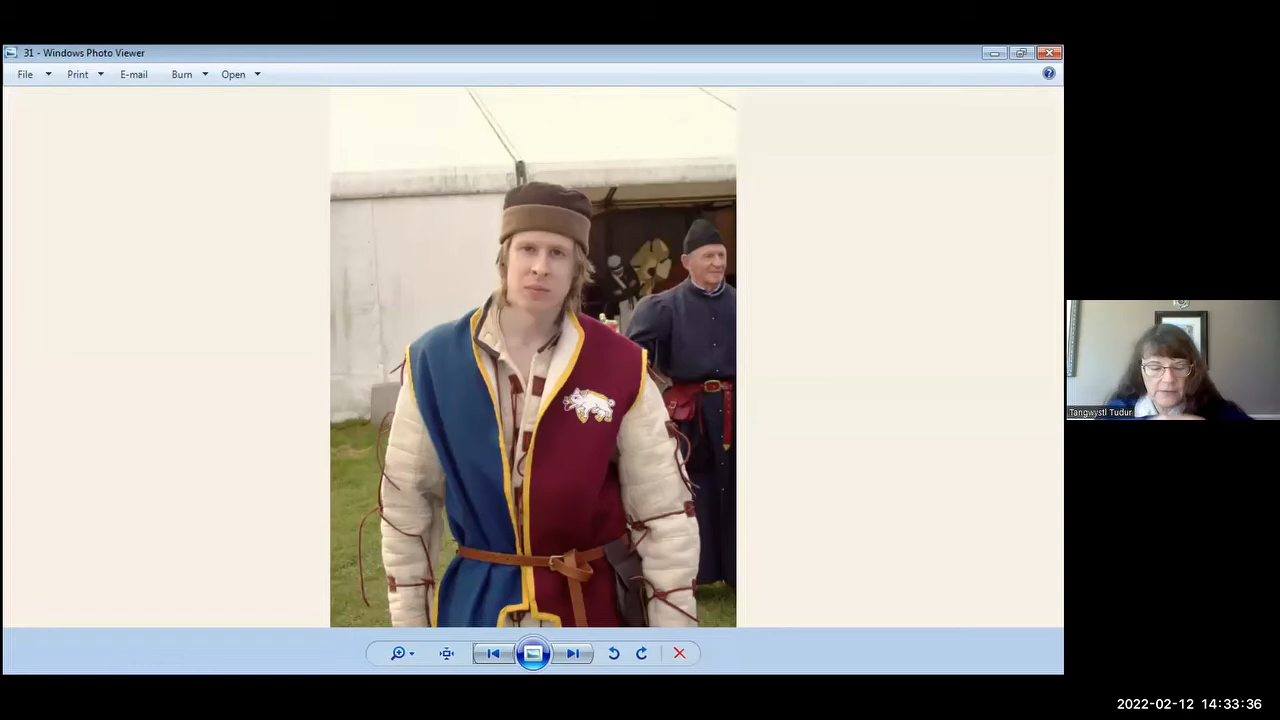 31 - Windows Photo Viewer
File Print E-mail Burn Open
Tangwystl Tudur
2022-02-12 14:33:36